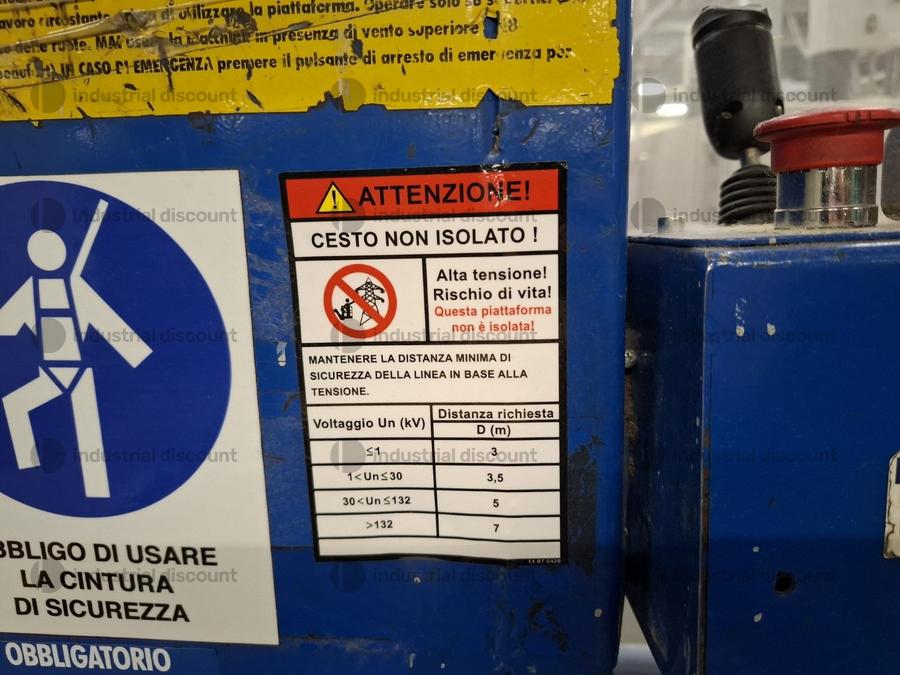 di utilizzare la piattaforma. Operare solo su
delle ruote. MAI usare la macchina in presenza di vento superiore
IN CASO DI EMERGENZA premere il pulsante di arresto di emergenza per
ATTENZIONE!
CESTO NON ISOLATO !
Alta tensione!
Rischio di vita!
Questa piattaforma
non è isolata!
MANTENERE LA DISTANZA MINIMA DI
SICUREZZA DELLA LINEA IN BASE ALLA
TENSIONE.
Voltaggio Un (kV) Distanza richiesta
D (m)
≤1 3
1<Un≤30 3,5
30<Un≤132 5
>132 7
14.07.0420
BBLIGO DI USARE
LA CINTURA
DI SICUREZZA
OBBLIGATORIO
industrial discount